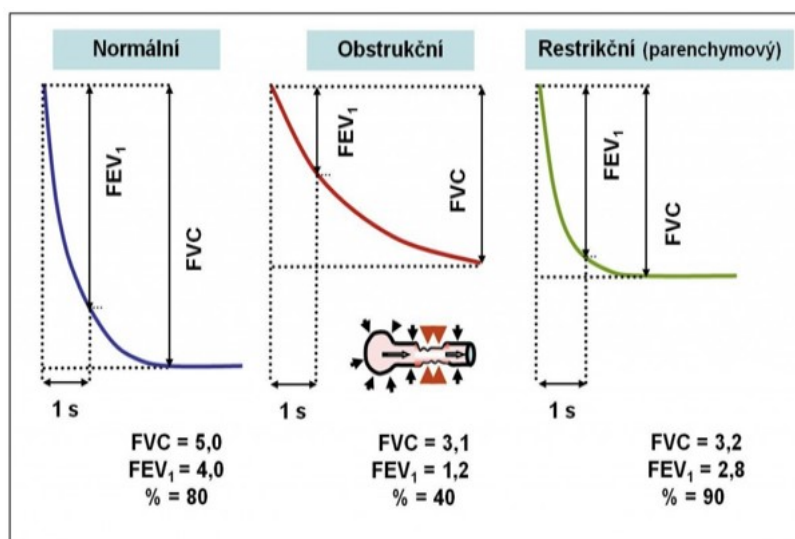 Normální
FEV1
FVC
1 s
FVC = 5,0
FEV1 = 4,0
% = 80
Obstrukční
FEV1
FVC
1 s
FVC = 3,1
FEV1 = 1,2
% = 40
Restrikční (parenchymový)
FEV1
FVC
1 s
FVC = 3,2
FEV1 = 2,8
% = 90